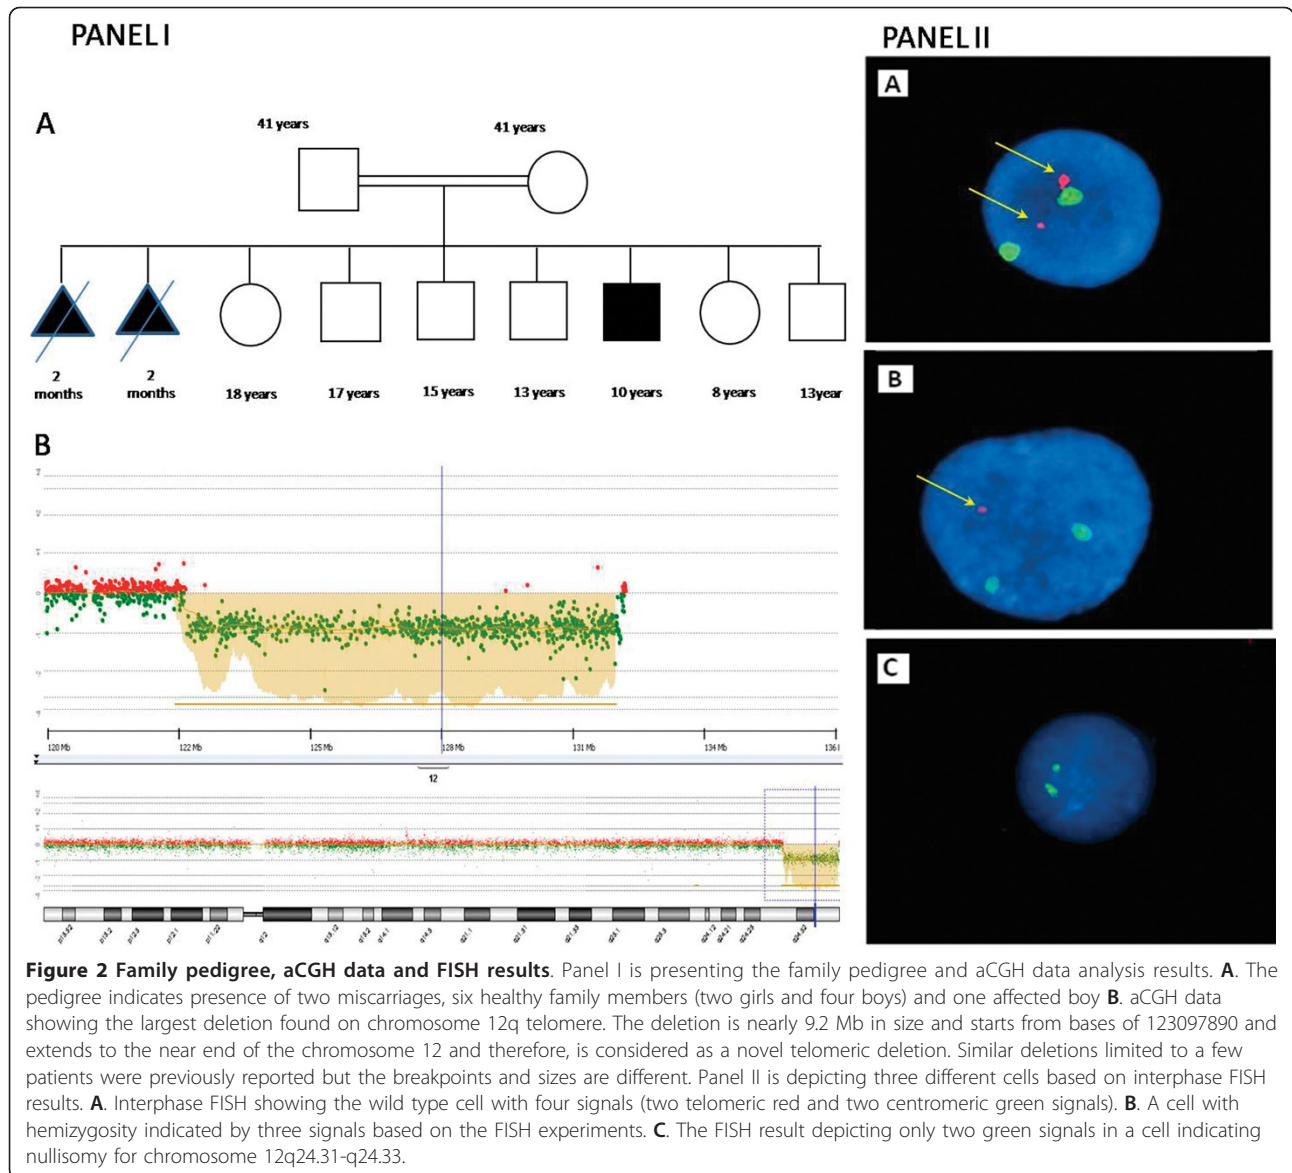 PANEL I
PANEL II
A
41 years
41 years
2 months
2 months
18 years
17 years
15 years
13 years
10 years
8 years
13year
B
120 Mb
122 Mb
125 Mb
128 Mb
131 Mb
134 Mb
12
A
B
C
Figure 2 Family pedigree, aCGH data and FISH results. Panel I is presenting the family pedigree and aCGH data analysis results. A. The
pedigree indicates presence of two miscarriages, six healthy family members (two girls and four boys) and one affected boy B. aCGH data
showing the largest deletion found on chromosome 12q telomere. The deletion is nearly 9.2 Mb in size and starts from bases of 123097890 and
extends to the near end of the chromosome 12 and therefore, is considered as a novel telomeric deletion. Similar deletions limited to a few
patients were previously reported but the breakpoints and sizes are different. Panel II is depicting three different cells based on interphase FISH
results. A. Interphase FISH showing the wild type cell with four signals (two telomeric red and two centromeric green signals). B. A cell with
hemizygosity indicated by three signals based on the FISH experiments. C. The FISH result depicting only two green signals in a cell indicating
nullisomy for chromosome 12q24.31-q24.33.